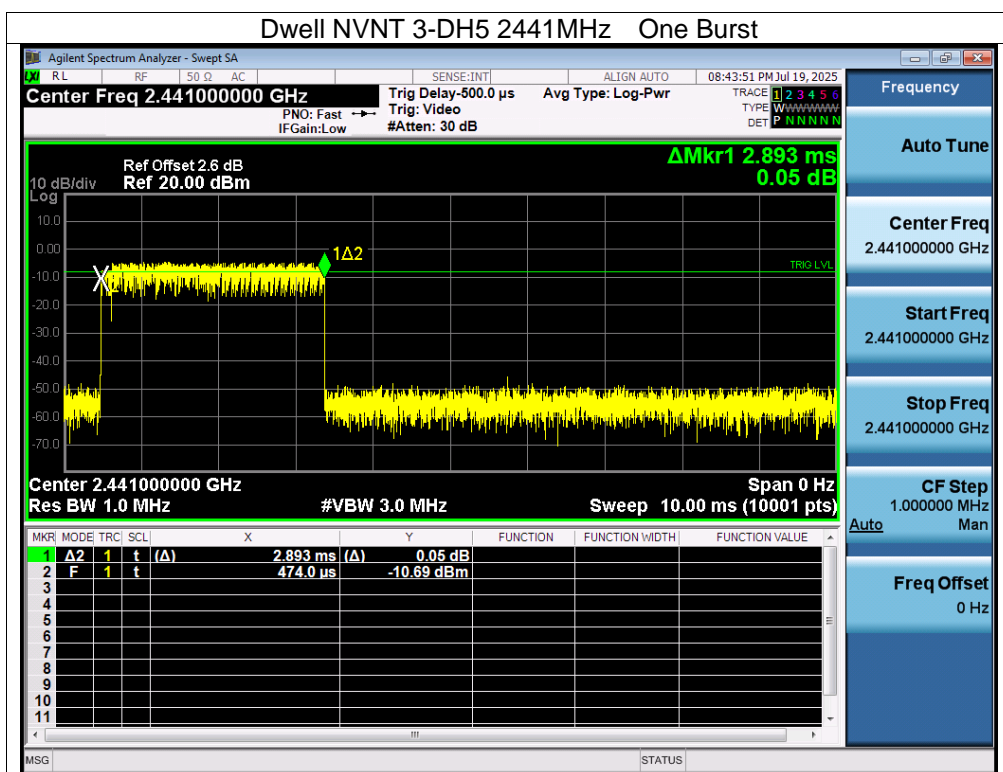 Dwell NVNT 3-DH5 2441MHz One Burst
Agilent Spectrum Analyzer - Swept SA
LXI RL RF 50 Ω AC SENSE:INT ALIGN AUTO 08:43:51 PM Jul 19, 2025
Center Freq 2.441000000 GHz
PNO: Fast
IFGain:Low
Trig Delay-500.0 µs
Trig: Video
#Atten: 30 dB
Avg Type: Log-Pwr
TRACE 1 2 3 4 5 6
TYPE WWWWWW
DET P N N N N N
ΔMkr1 2.893 ms
0.05 dB
Ref Offset 2.6 dB
10 dB/div Ref 20.00 dBm
Log
10.0
0.00
-10.0
-20.0
-30.0
-40.0
-50.0
-60.0
-70.0
1Δ2
TRIG LVL
Center 2.441000000 GHz Span 0 Hz
Res BW 1.0 MHz #VBW 3.0 MHz Sweep 10.00 ms (10001 pts)
MKR MODE TRC SCL X Y FUNCTION FUNCTION WIDTH FUNCTION VALUE
1 Δ2 1 t (Δ) 2.893 ms (Δ) 0.05 dB
2 F 1 t 474.0 µs -10.69 dBm
3
4
5
6
7
8
9
10
11
MSG STATUS
Frequency
Auto Tune
Center Freq
2.441000000 GHz
Start Freq
2.441000000 GHz
Stop Freq
2.441000000 GHz
CF Step
1.000000 MHz
Auto Man
Freq Offset
0 Hz